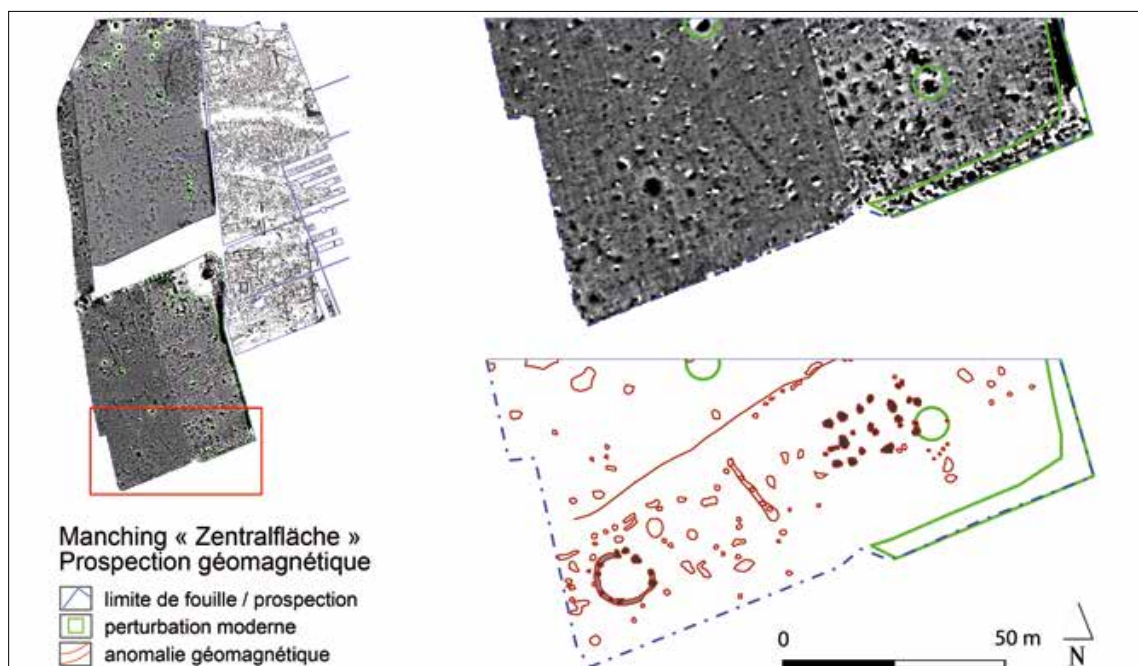 Manching « Zentralfläche »
Prospection géomagnétique
limite de fouille / prospection
perturbation moderne
anomalie géomagnétique
0 50 m
N